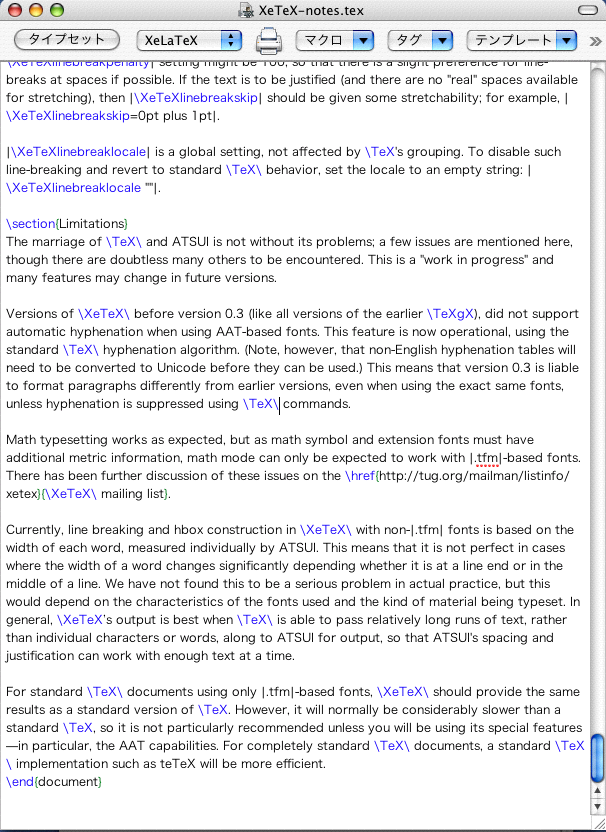 XeTeX-notes.tex
タイプセット XeLaTeX マクロ タグ テンプレート »
\XeTeXlinebreakpenalty| setting might be 100, so that there is a slight preference for line-
breaks at spaces if possible. If the text is to be justified (and there are no "real" spaces available
for stretching), then |\XeTeXlinebreakskip| should be given some stretchability; for example, |
\XeTeXlinebreakskip=0pt plus 1pt|.
|\XeTeXlinebreaklocale| is a global setting, not affected by \TeX's grouping. To disable such
line-breaking and revert to standard \TeX\ behavior, set the locale to an empty string: |
\XeTeXlinebreaklocale ""|.
\section{Limitations}
The marriage of \TeX\ and ATSUI is not without its problems; a few issues are mentioned here,
though there are doubtless many others to be encountered. This is a "work in progress" and
many features may change in future versions.
Versions of \XeTeX\ before version 0.3 (like all versions of the earlier \TeXgX), did not support
automatic hyphenation when using AAT-based fonts. This feature is now operational, using the
standard \TeX\ hyphenation algorithm. (Note, however, that non-English hyphenation tables will
need to be converted to Unicode before they can be used.) This means that version 0.3 is liable
to format paragraphs differently from earlier versions, even when using the exact same fonts,
unless hyphenation is suppressed using \TeX\ commands.
Math typesetting works as expected, but as math symbol and extension fonts must have
additional metric information, math mode can only be expected to work with |.tfm|-based fonts.
There has been further discussion of these issues on the \href{http://tug.org/mailman/listinfo/
xetex}{\XeTeX\ mailing list}.
Currently, line breaking and hbox construction in \XeTeX\ with non-|.tfm| fonts is based on the
width of each word, measured individually by ATSUI. This means that it is not perfect in cases
where the width of a word changes significantly depending whether it is at a line end or in the
middle of a line. We have not found this to be a serious problem in actual practice, but this
would depend on the characteristics of the fonts used and the kind of material being typeset. In
general, \XeTeX's output is best when \TeX\ is able to pass relatively long runs of text, rather
than individual characters or words, along to ATSUI for output, so that ATSUI's spacing and
justification can work with enough text at a time.
For standard \TeX\ documents using only |.tfm|-based fonts, \XeTeX\ should provide the same
results as a standard version of \TeX. However, it will normally be considerably slower than a
standard \TeX, so it is not particularly recommended unless you will be using its special features
—in particular, the AAT capabilities. For completely standard \TeX\ documents, a standard \TeX
\ implementation such as teTeX will be more efficient.
\end{document}